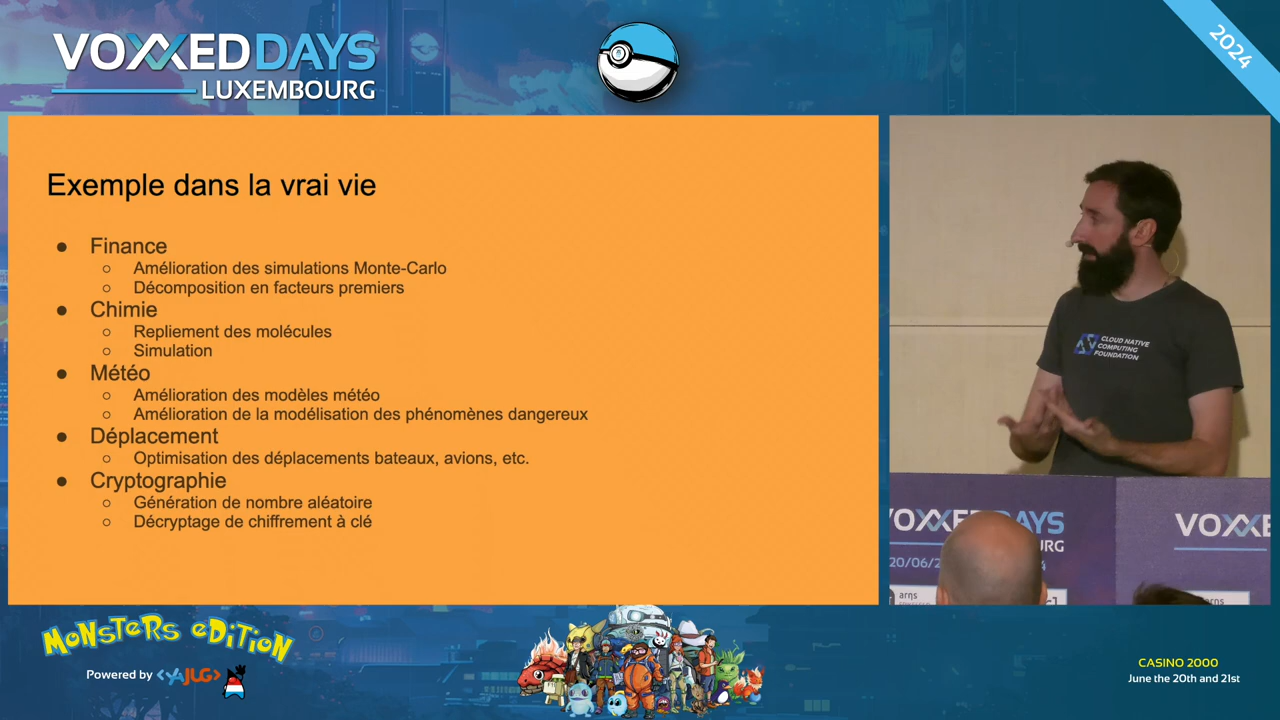 VOXXED DAYS
LUXEMBOURG
2024
Exemple dans la vrai vie
● Finance
○ Amélioration des simulations Monte-Carlo
○ Décomposition en facteurs premiers
● Chimie
○ Repliement des molécules
○ Simulation
● Météo
○ Amélioration des modèles météo
○ Amélioration de la modélisation des phénomènes dangereux
● Déplacement
○ Optimisation des déplacements bateaux, avions, etc.
● Cryptographie
○ Génération de nombre aléatoire
○ Décryptage de chiffrement à clé
CLOUD NATIVE
COMPUTING
FOUNDATION
MONSTERS EDITION
Powered by <YAJUG>
CASINO 2000
June the 20th and 21st